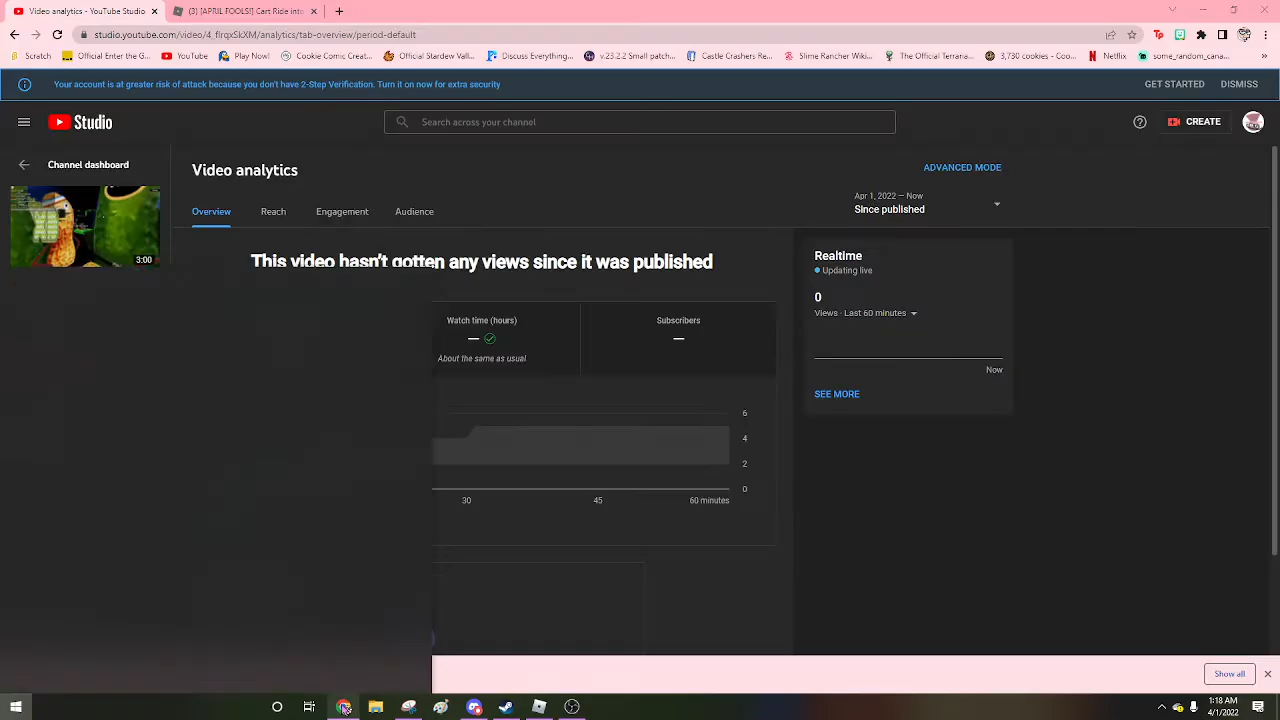 Video analytics - YouTube Studio
(3) [APRIL FOOLS!] Cart Ride into
studio.youtube.com/video/4_flrqxSkXM/analytics/tab-overview/period-default
Scratch
Official Enter the G...
YouTube
Play Now!
Cookie Comic Creat...
Official Stardew Vall...
Discuss Everything...
v.23.2.2 Small patch...
Castle Crashers Re...
Slime Rancher Wiki...
The Official Terraria...
3,730 cookies - Coo...
Netflix
some_random_cana...
Your account is at greater risk of attack because you don't have 2-Step Verification. Turn it on now for extra security
GET STARTED
DISMISS
Studio
Search across your channel
CREATE
Channel dashboard
Video analytics
ADVANCED MODE
Apr 1, 2022 — Now
Since published
Overview
Reach
Engagement
Audience
3:00
This video hasn't gotten any views since it was published
Realtime
Updating live
0
Views · Last 60 minutes
Now
SEE MORE
Watch time (hours)
—
About the same as usual
Subscribers
—
6
4
2
0
30
45
60 minutes
Show all
1:18 AM
4/1/2022